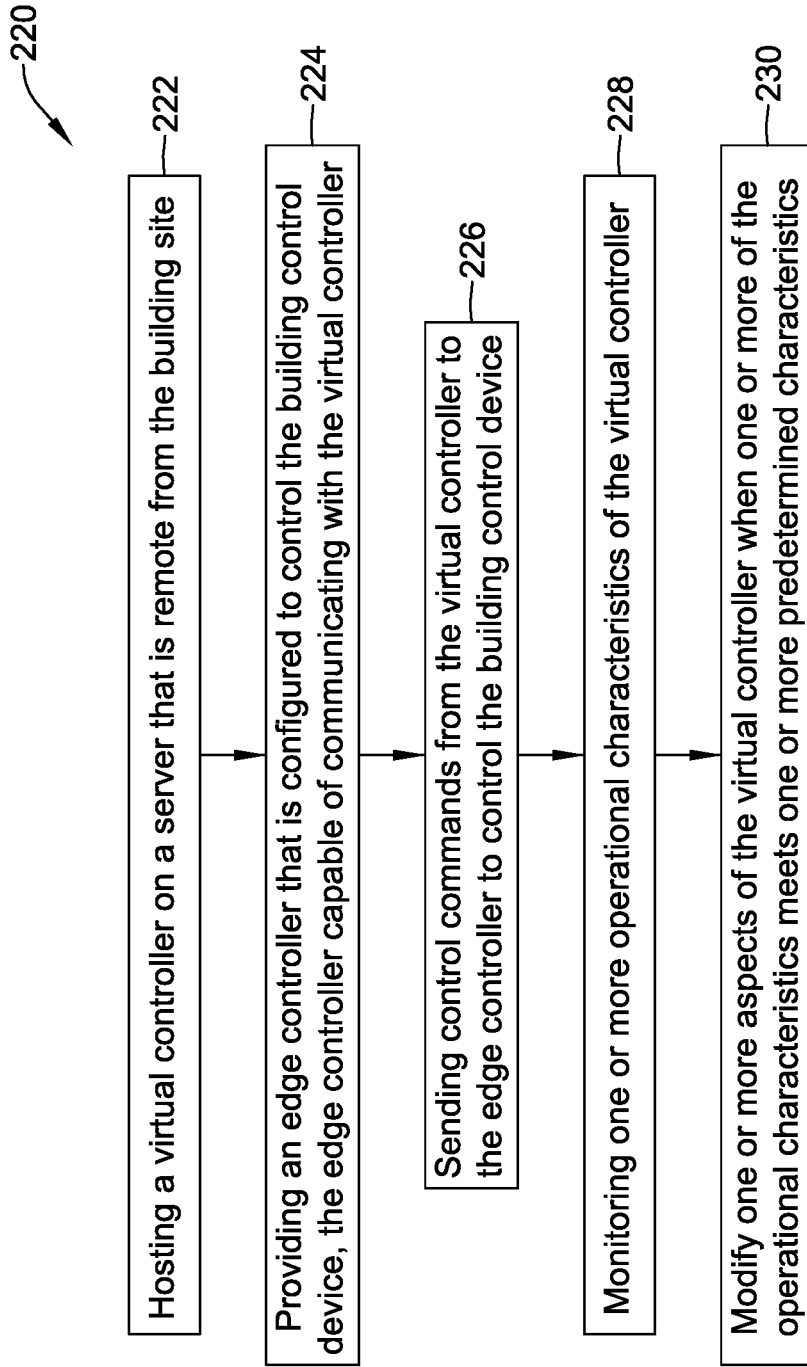 220
Hosting a virtual controller on a server that is remote from the building site
222
Providing an edge controller that is configured to control the building control
device, the edge controller capable of communicating with the virtual controller
224
Sending control commands from the virtual controller to
the edge controller to control the building control device
226
Monitoring one or more operational characteristics of the virtual controller
228
Modify one or more aspects of the virtual controller when one or more of the
operational characteristics meets one or more predetermined characteristics
230